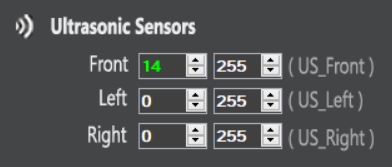 Ultrasonic Sensors
Front 14 255 ( US_Front )
Left 0 255 ( US_Left )
Right 0 255 ( US_Right )